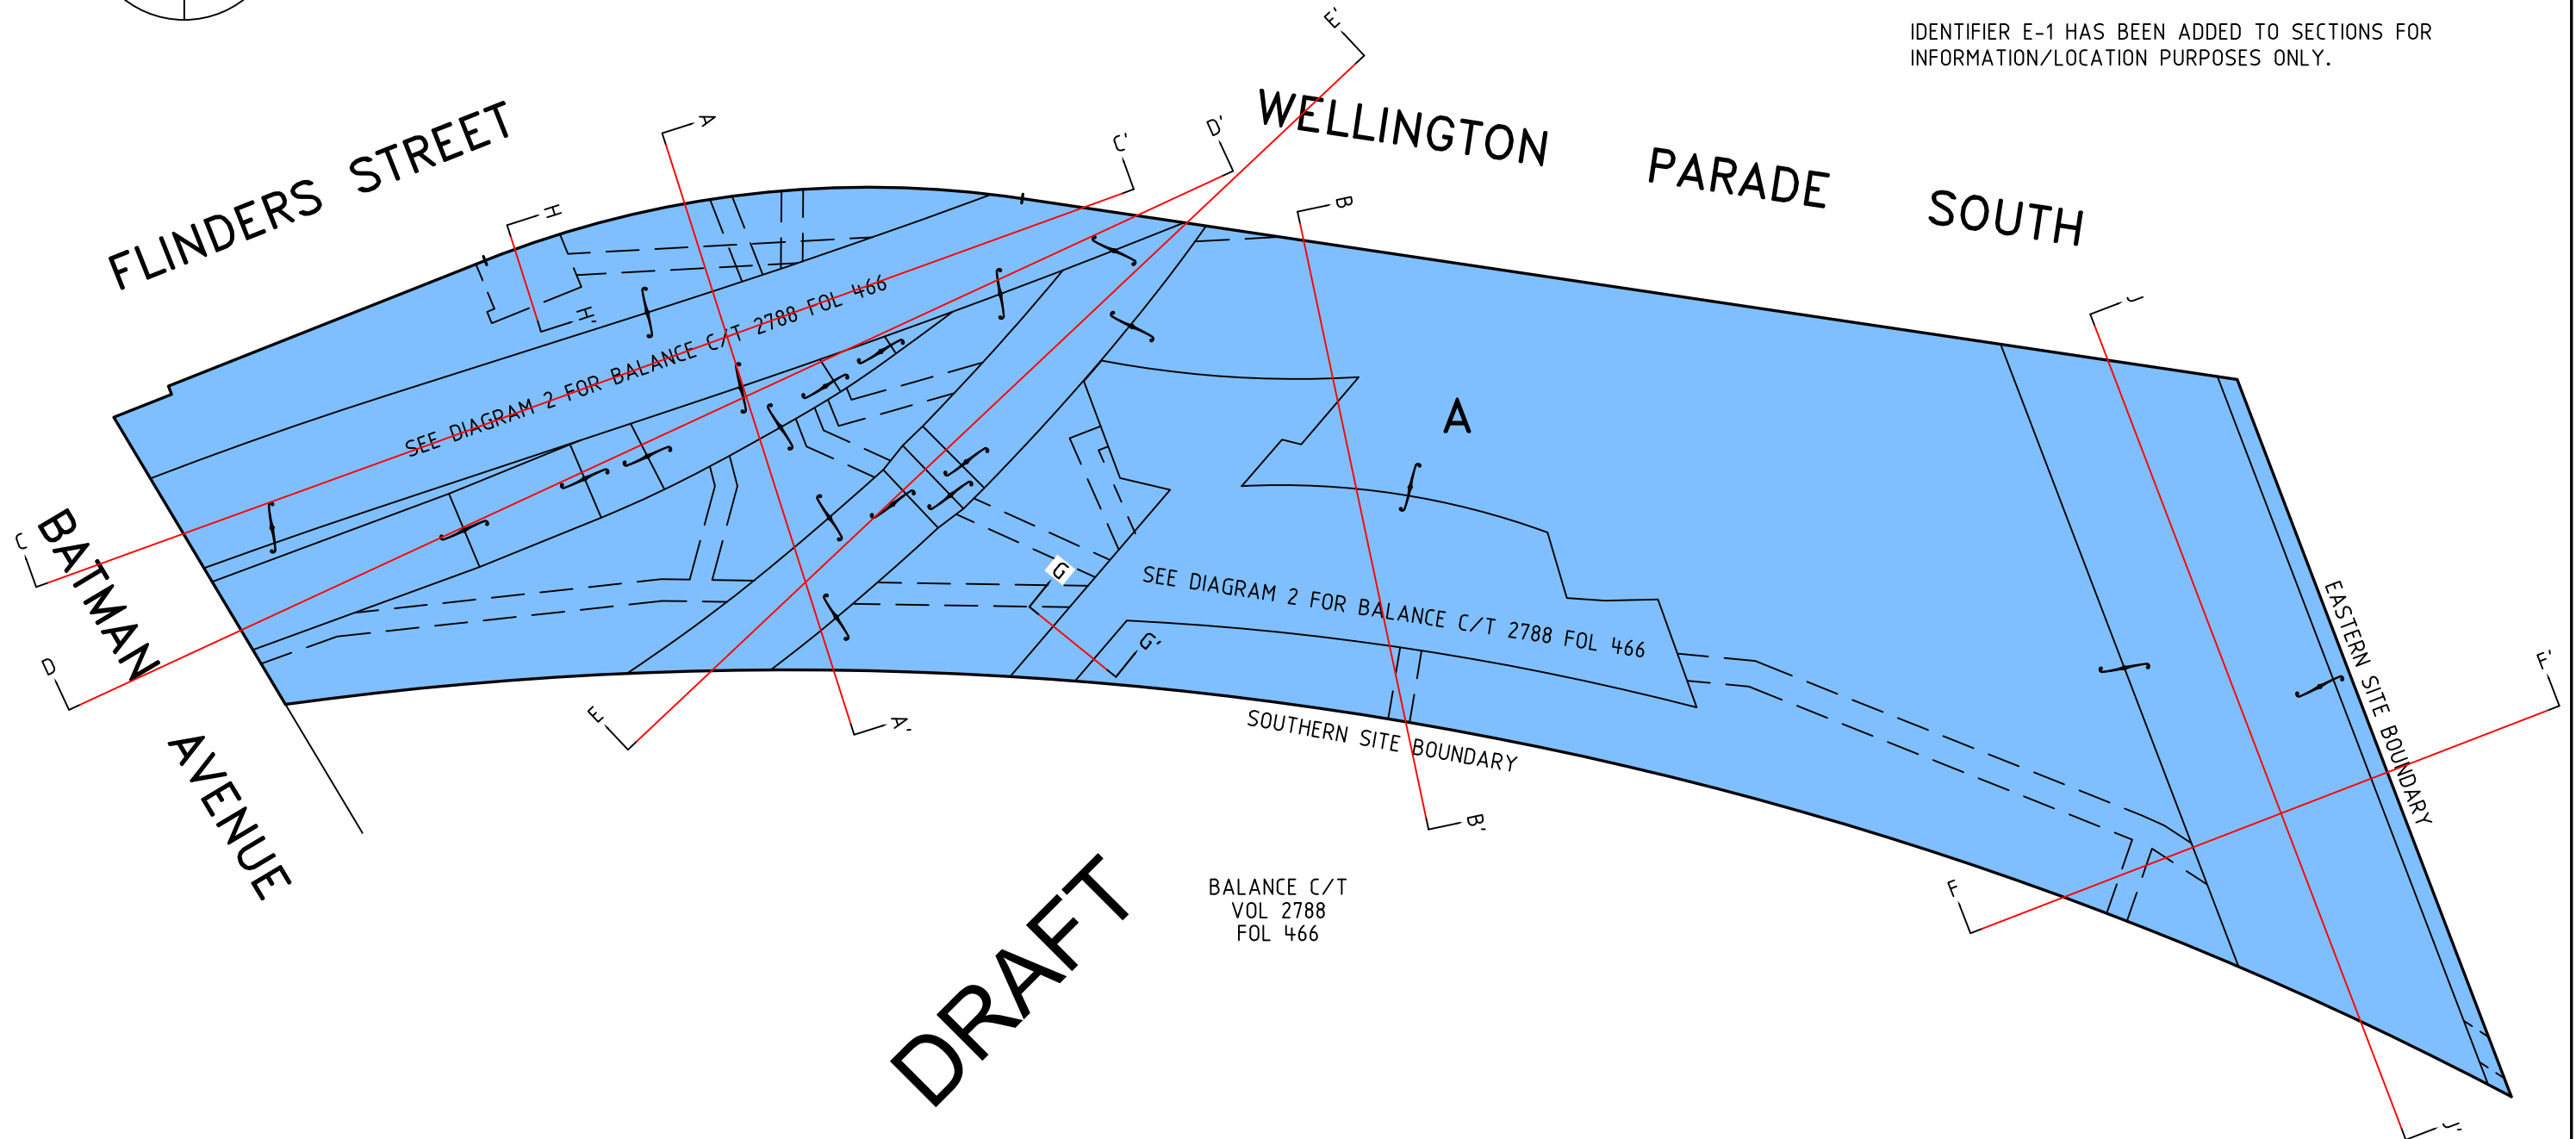 IDENTIFIER E-1 HAS BEEN ADDED TO SECTIONS FOR
INFORMATION/LOCATION PURPOSES ONLY.
E'
FLINDERS STREET
WELLINGTON PARADE SOUTH
A
C'
D'
B
H
H'
J
SEE DIAGRAM 2 FOR BALANCE C/T 2788 FOL 466
A
C
BATMAN AVENUE
D
G
G'
SEE DIAGRAM 2 FOR BALANCE C/T 2788 FOL 466
EASTERN SITE BOUNDARY
F'
E
A'
SOUTHERN SITE BOUNDARY
B'
F
BALANCE C/T
VOL 2788
FOL 466
DRAFT
J'